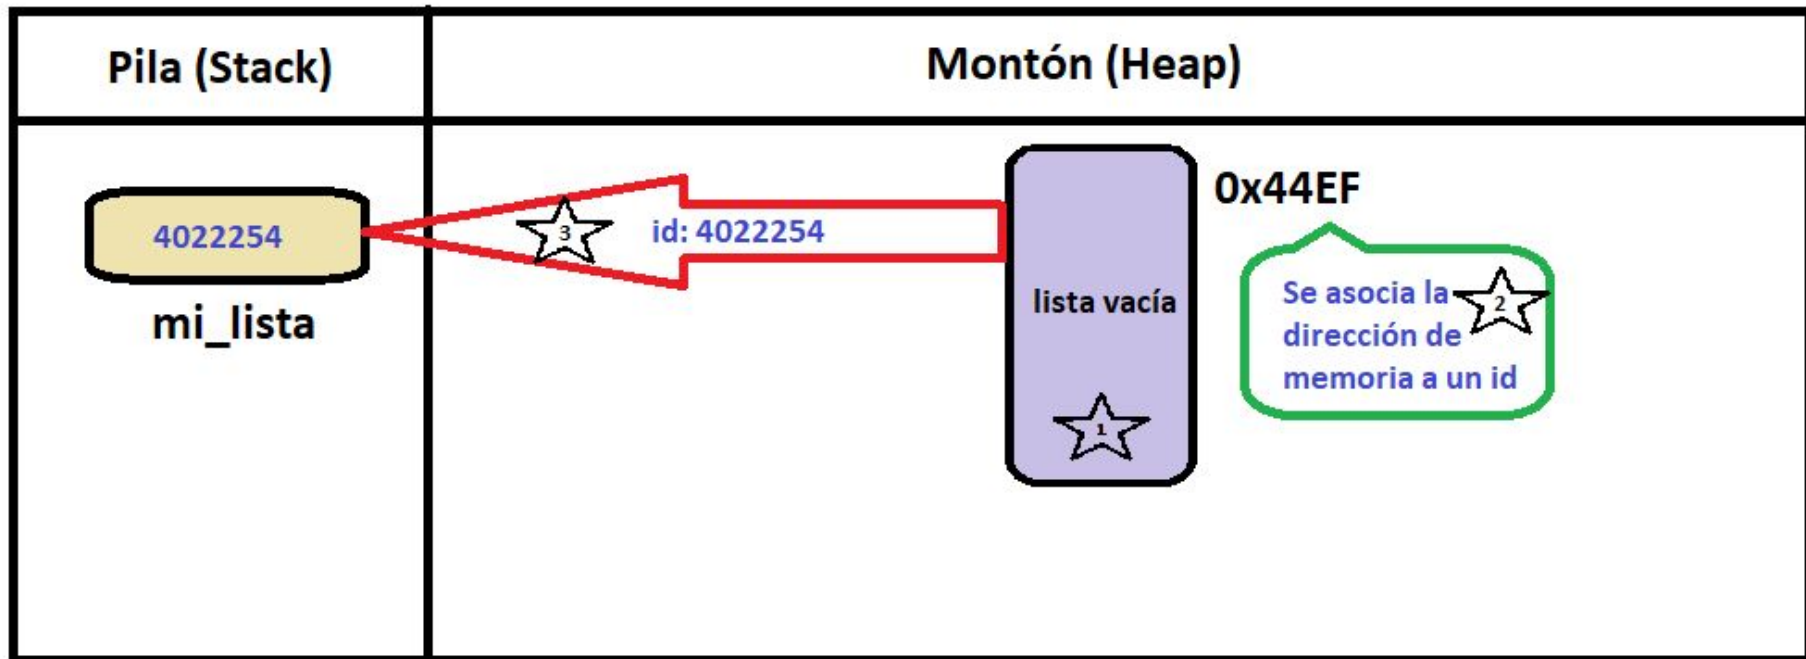 Pila (Stack)
Montón (Heap)
4022254
mi_lista
3
id: 4022254
lista vacía
1
0x44EF
Se asocia la
2
dirección de
memoria a un id